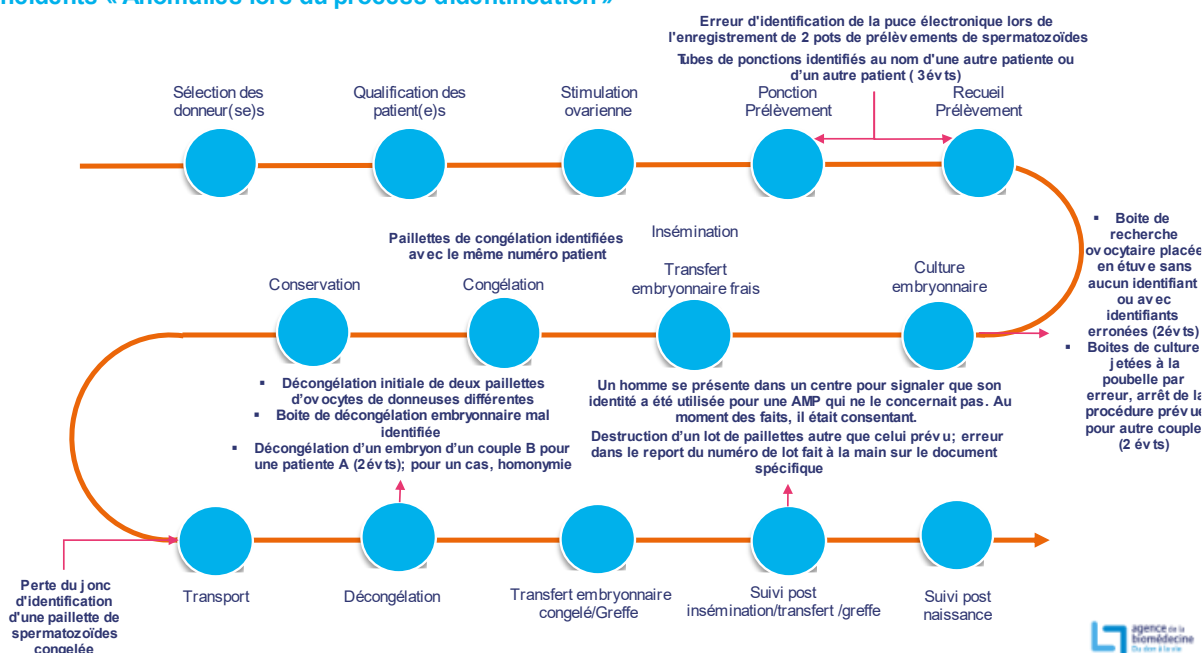 incidents « Anomalies lors du process d'identification »
Erreur d'identification de la puce électronique lors de
l'enregistrement de 2 pots de prélèvements de spermatozoïdes
Tubes de ponctions identifiés au nom d'une autre patiente ou
d'un autre patient ( 3évts)
Sélection des
donneur(se)s
Qualification des
patient(e)s
Stimulation
ovarienne
Ponction
Prélèvement
Recueil
Prélèvement
▪ Boite de
recherche
ovocytaire placée
en étuve sans
aucun identifiant
ou avec
identifiants
erronées (2évts)
▪ Boites de culture
jetées à la
poubelle par
erreur, arrêt de la
procédure prévue
pour autre couple
(2 évts)
Paillettes de congélation identifiées
avec le même numéro patient
Insémination
Conservation
Congélation
Transfert
embryonnaire frais
Culture
embryonnaire
▪ Décongélation initiale de deux paillettes
d'ovocytes de donneuses différentes
▪ Boite de décongélation embryonnaire mal
identifiée
▪ Décongélation d'un embryon d'un couple B pour
une patiente A (2évts); pour un cas, homonymie
Un homme se présente dans un centre pour signaler que son
identité a été utilisée pour une AMP qui ne le concernait pas. Au
moment des faits, il était consentant.
Destruction d'un lot de paillettes autre que celui prévu; erreur
dans le report du numéro de lot fait à la main sur le document
spécifique
Perte du jonc
d'identification
d'une paillette de
spermatozoïdes
congelée
Transport
Décongélation
Transfert embryonnaire
congelé/Greffe
Suivi post
insémination/transfert /greffe
Suivi post
naissance
agence de la
biomédecine
Du don à la vie